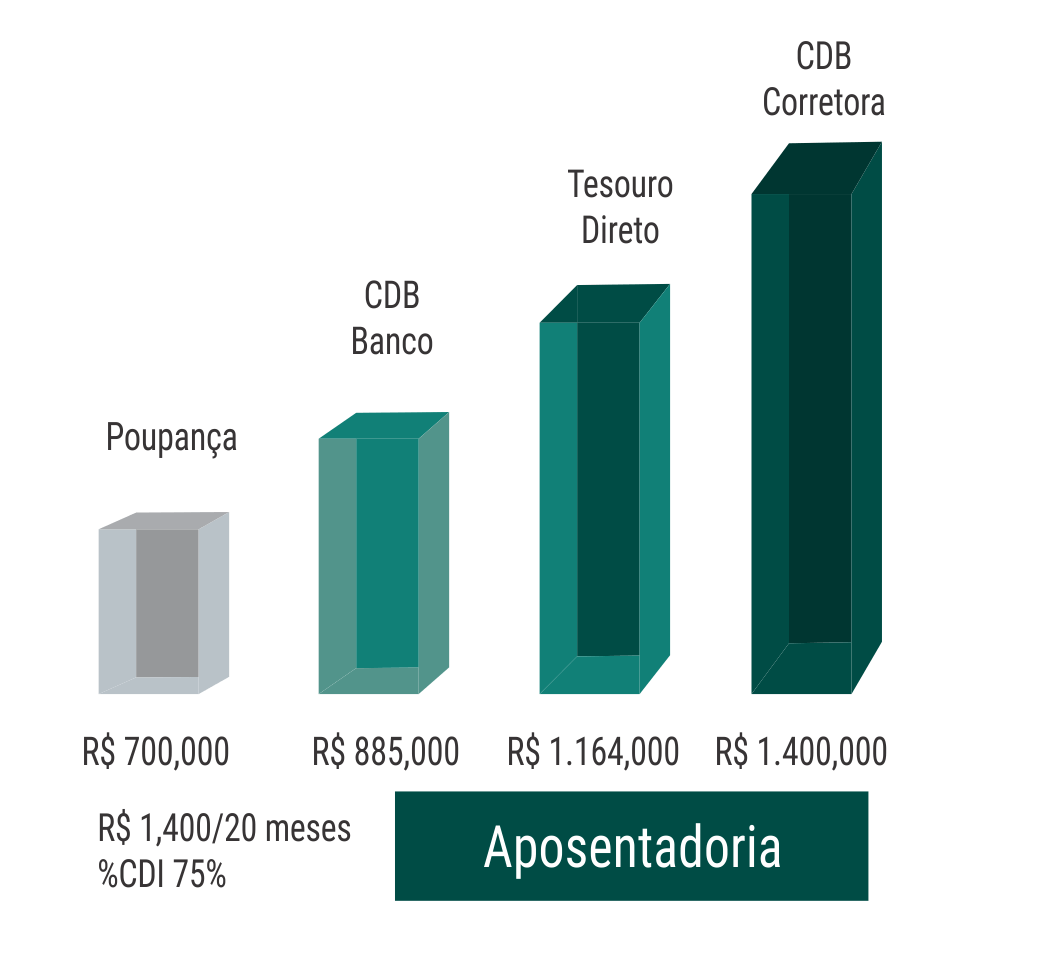 CDB
Corretora
Tesouro
Direto
CDB
Banco
Poupança
R$ 700,000
R$ 885,000
R$ 1.164,000
R$ 1.400,000
R$ 1,400/20 meses
%CDI 75%
Aposentadoria